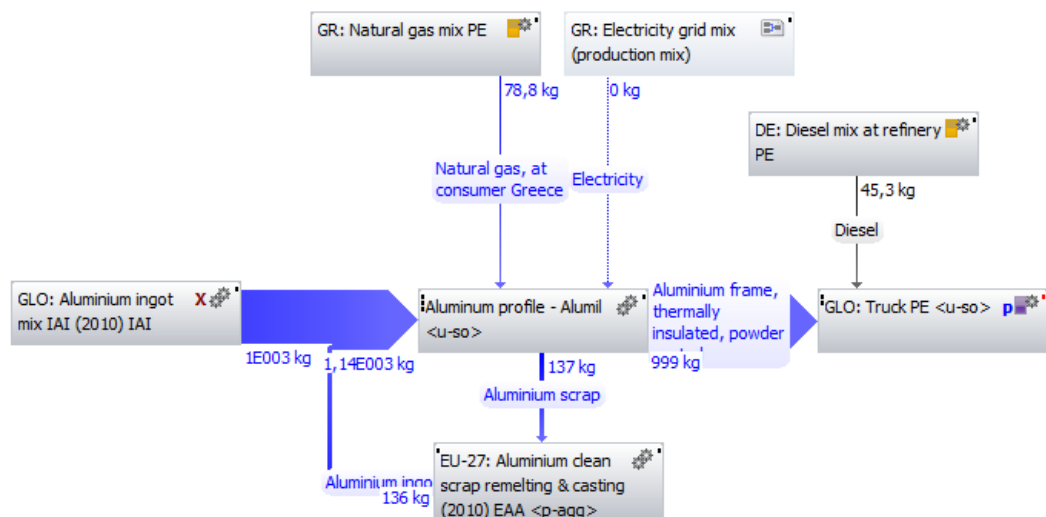 GR: Natural gas mix PE
GR: Electricity grid mix
(production mix)
78,8 kg
0 kg
DE: Diesel mix at refinery
PE
Natural gas, at
consumer Greece
Electricity
45,3 kg
Diesel
GLO: Aluminium ingot
mix IAI (2010) IAI
X
Aluminum profile - Alumil
<u-so>
Aluminium frame,
thermally
insulated, powder
GLO: Truck PE <u-so>
p
1E003 kg
1,14E003 kg
137 kg
999 kg
Aluminium scrap
Aluminium ingo
136 kg
EU-27: Aluminium clean
scrap remelting & casting
(2010) EAA <p-agg>